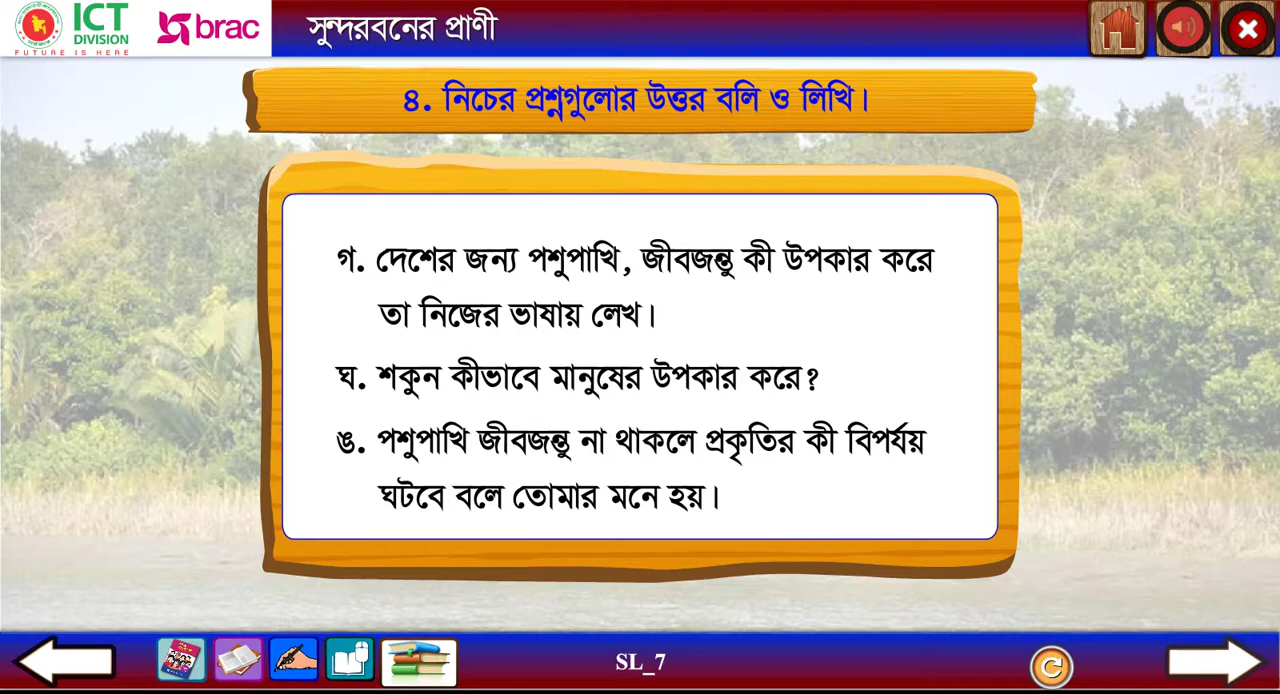 ICT
DIVISION
FUTURE IS HERE
brac
সুন্দরবনের প্রাণী
৪. নিচের প্রশ্নগুলোর উত্তর বলি ও লিখি।
গ. দেশের জন্য পশুপাখি, জীবজন্তু কী উপকার করে
তা নিজের ভাষায় লেখ।
ঘ. শকুন কীভাবে মানুষের উপকার করে?
ঙ. পশুপাখি জীবজন্তু না থাকলে প্রকৃতির কী বিপর্যয়
ঘটবে বলে তোমার মনে হয়।
SL_7